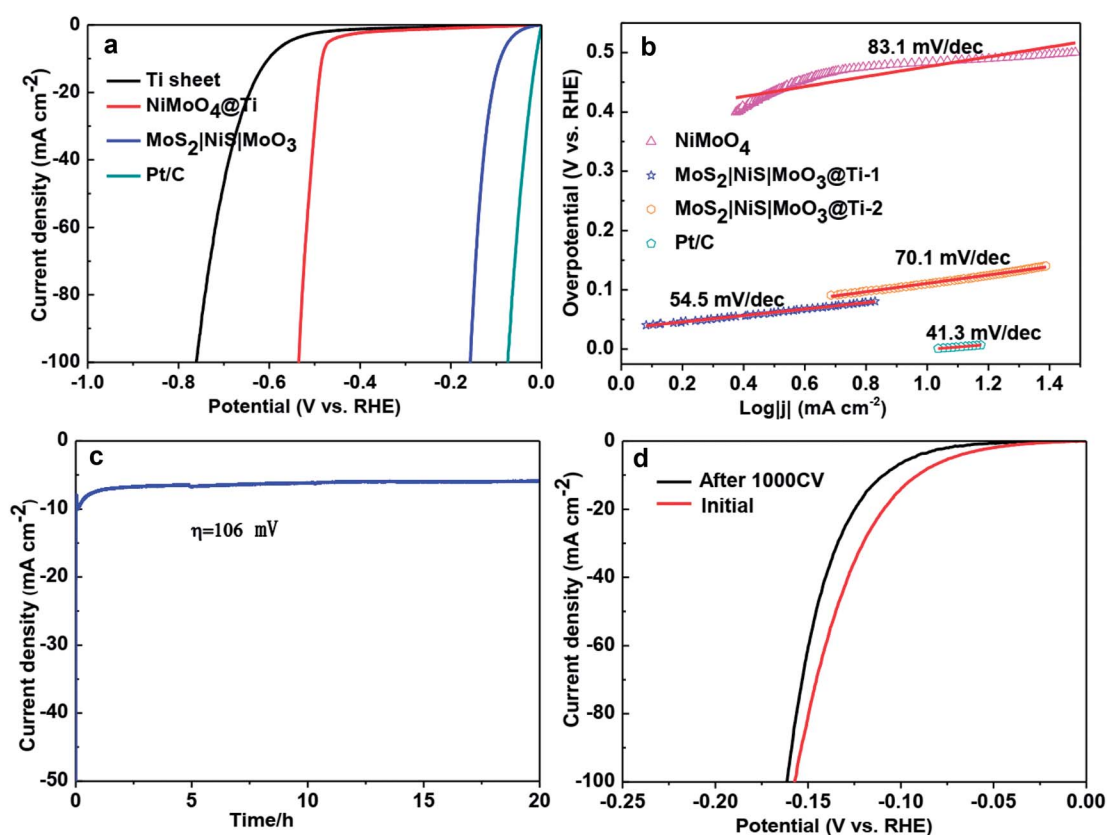 a
Ti sheet
NiMoO4@Ti
MoS2|NiS|MoO3
Pt/C
0
-20
-40
-60
-80
-100
-1.0 -0.8 -0.6 -0.4 -0.2 0.0
Current density (mA cm-2)
Potential (V vs. RHE)
b
83.1 mV/dec
NiMoO4
MoS2|NiS|MoO3@Ti-1
MoS2|NiS|MoO3@Ti-2
Pt/C
70.1 mV/dec
54.5 mV/dec
41.3 mV/dec
0.5
0.4
0.3
0.2
0.1
0.0
0.0 0.2 0.4 0.6 0.8 1.0 1.2 1.4
Overpotential (V vs. RHE)
Log|j| (mA cm-2)
c
η=106 mV
0
-10
-20
-30
-40
-50
0 5 10 15 20
Current density (mA cm-2)
Time/h
d
After 1000CV
Initial
0
-20
-40
-60
-80
-100
-0.25 -0.20 -0.15 -0.10 -0.05 0.00
Current density (mA cm-2)
Potential (V vs. RHE)